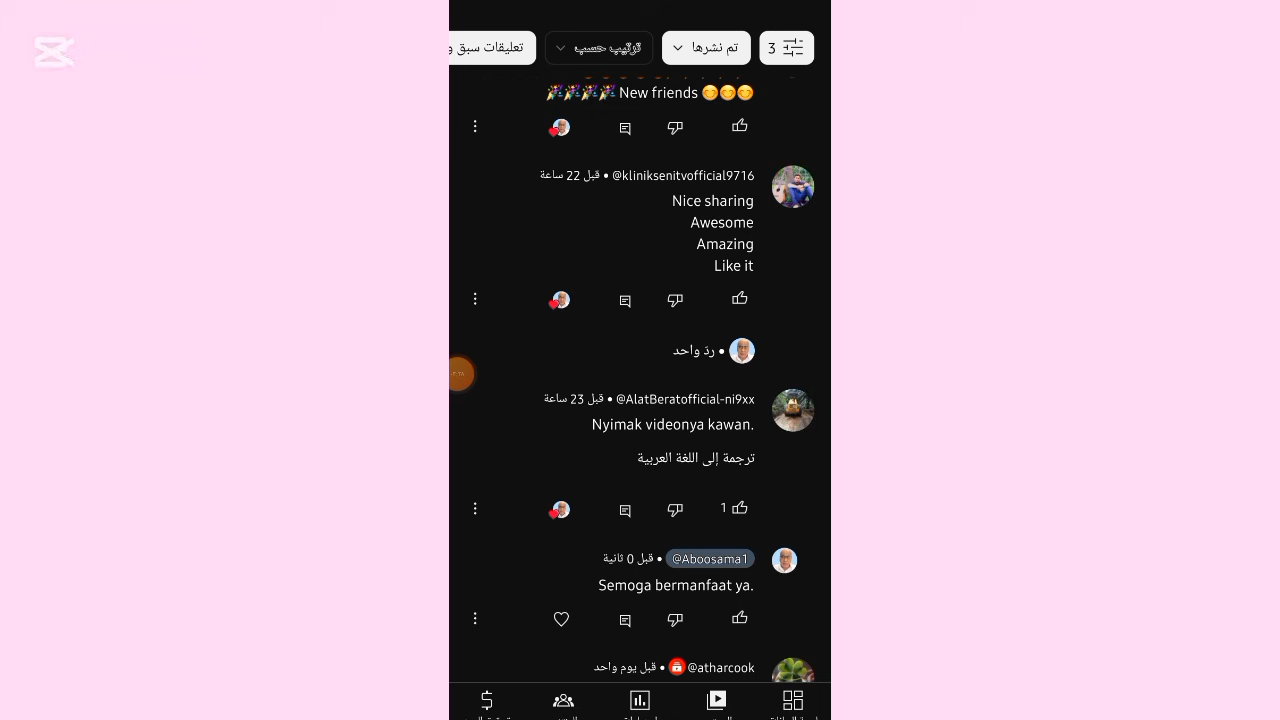 3
تم نشرها
ترتيب حسب
تعليقات سبق و
New friends
@kliniksenitvofficial9716 • قبل 22 ساعة
Nice sharing
Awesome
Amazing
Like it
• ردّ واحد
@AlatBeratofficial-ni9xx • قبل 23 ساعة
Nyimak videonya kawan.
ترجمة إلى اللغة العربية
1
@Aboosama1 • قبل 0 ثانية
Semoga bermanfaat ya.
@atharcook • قبل يوم واحد